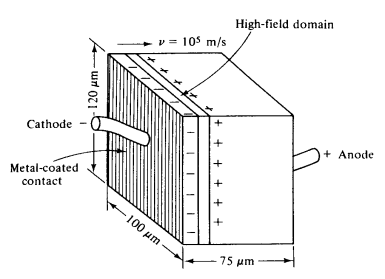 High-field domain
ν = 10⁵ m/s
120 μm
Cathode −
+ Anode
Metal-coated
contact
100 μm
75 μm